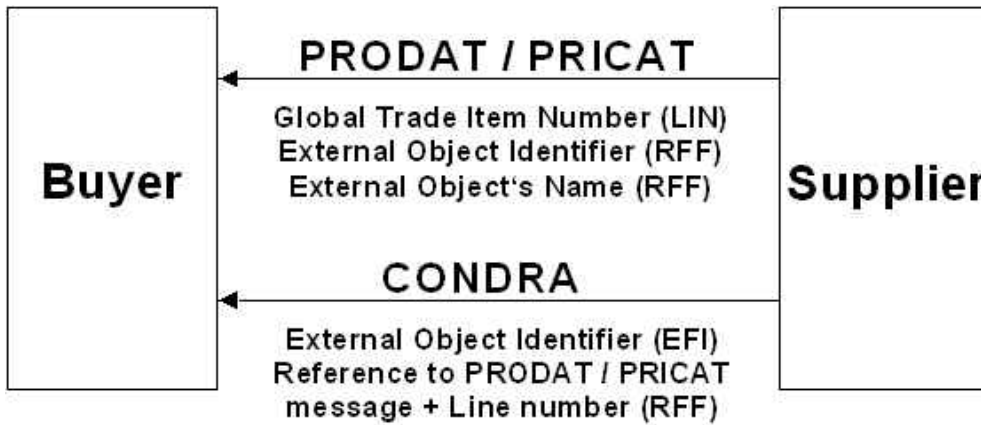 PRODAT / PRICAT
Global Trade Item Number (LIN)
External Object Identifier (RFF)
External Object‘s Name (RFF)
Buyer
Supplier
CONDRA
External Object Identifier (EFI)
Reference to PRODAT / PRICAT
message + Line number (RFF)